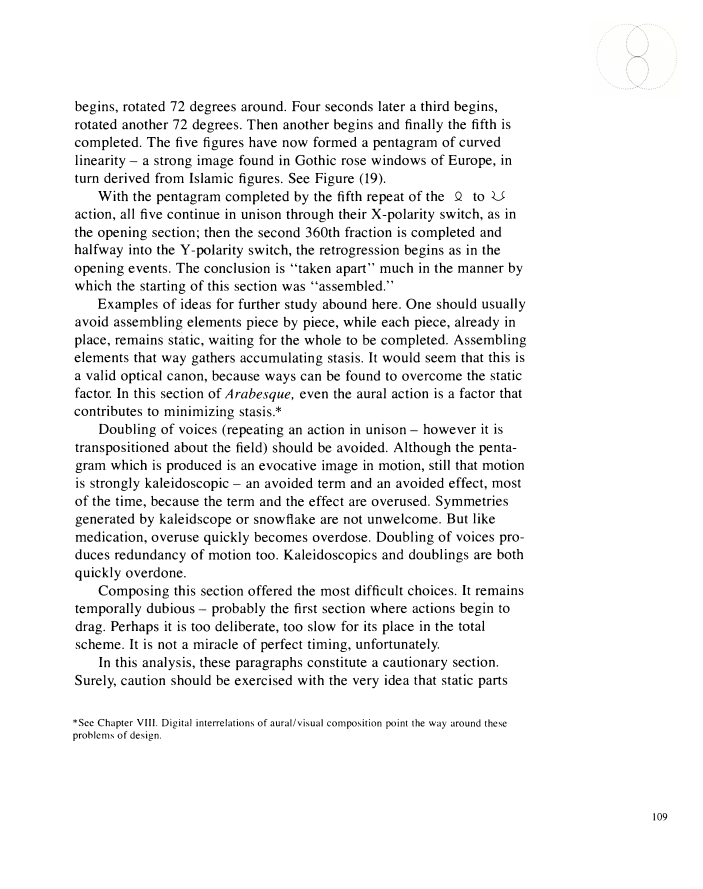 begins, rotated 72 degrees around. Four seconds later a third begins,
rotated another 72 degrees. Then another begins and finally the fifth is
completed. The five figures have now formed a pentagram of curved
linearity – a strong image found in Gothic rose windows of Europe, in
turn derived from Islamic figures. See Figure (19).
With the pentagram completed by the fifth repeat of the to
action, all five continue in unison through their X-polarity switch, as in
the opening section; then the second 360th fraction is completed and
halfway into the Y-polarity switch, the retrogression begins as in the
opening events. The conclusion is “taken apart” much in the manner by
which the starting of this section was “assembled.”
Examples of ideas for further study abound here. One should usually
avoid assembling elements piece by piece, while each piece, already in
place, remains static, waiting for the whole to be completed. Assembling
elements that way gathers accumulating stasis. It would seem that this is
a valid optical canon, because ways can be found to overcome the static
factor. In this section of Arabesque, even the aural action is a factor that
contributes to minimizing stasis.*
Doubling of voices (repeating an action in unison – however it is
transpositioned about the field) should be avoided. Although the penta-
gram which is produced is an evocative image in motion, still that motion
is strongly kaleidoscopic – an avoided term and an avoided effect, most
of the time, because the term and the effect are overused. Symmetries
generated by kaleidscope or snowflake are not unwelcome. But like
medication, overuse quickly becomes overdose. Doubling of voices pro-
duces redundancy of motion too. Kaleidoscopics and doublings are both
quickly overdone.
Composing this section offered the most difficult choices. It remains
temporally dubious – probably the first section where actions begin to
drag. Perhaps it is too deliberate, too slow for its place in the total
scheme. It is not a miracle of perfect timing, unfortunately.
In this analysis, these paragraphs constitute a cautionary section.
Surely, caution should be exercised with the very idea that static parts
*See Chapter VIII. Digital interrelations of aural/visual composition point the way around these
problems of design.
109